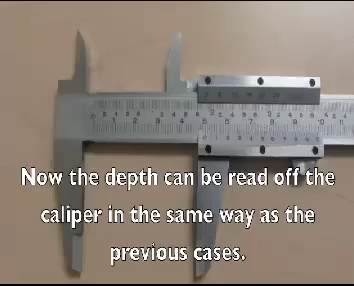 Now the depth can be read off the
caliper in the same way as the
previous cases.